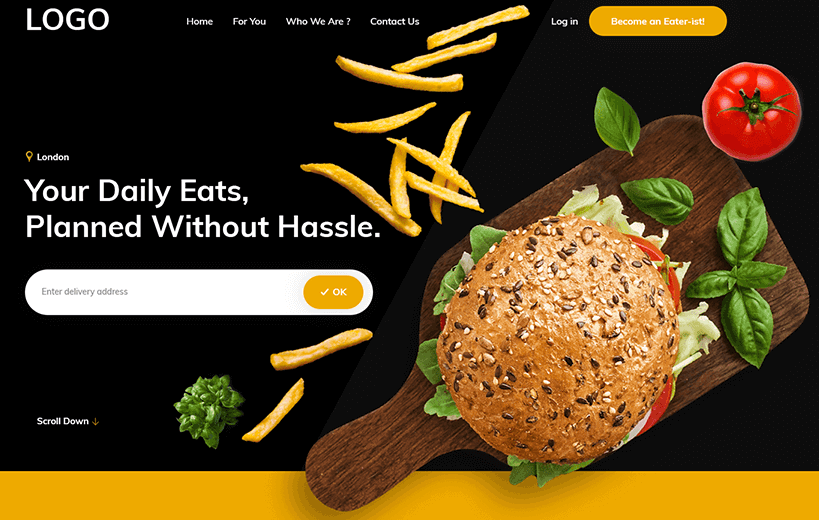 LOGO
Home
For You
Who We Are ?
Contact Us
Log in
Become an Eater-ist!
London
Your Daily Eats,
Planned Without Hassle.
Enter delivery address
OK
Scroll Down